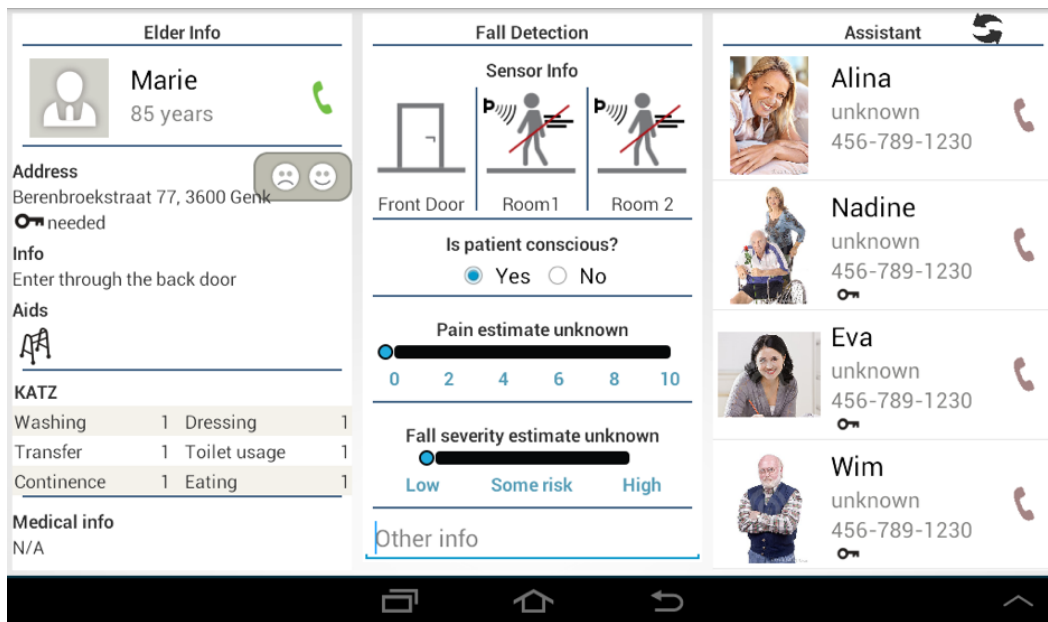 Elder Info
Marie
85 years
Address
Berenbroekstraat 77, 3600 Genk
needed
Info
Enter through the back door
Aids
KATZ
Washing 1 Dressing 1
Transfer 1 Toilet usage 1
Continence 1 Eating 1
Medical info
N/A
Fall Detection
Sensor Info
Front Door Room1 Room 2
Is patient conscious?
Yes No
Pain estimate unknown
0 2 4 6 8 10
Fall severity estimate unknown
Low Some risk High
Other info
Assistant
Alina
unknown
456-789-1230
Nadine
unknown
456-789-1230
Eva
unknown
456-789-1230
Wim
unknown
456-789-1230